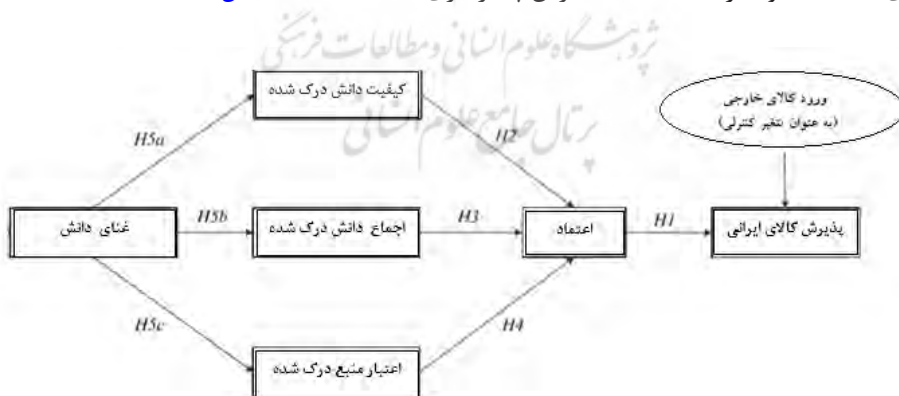 پژوهشگاه علوم انسانی و مطالعات فرهنگی
کیفیت دانش درک شده
ورود کالای خارجی
(به عنوان متغیر کنترلی)
پرتال جامع علوم انسانی
H5a
H2
غنای دانش
H5b
اجماع دانش درک شده
H3
اعتماد
H1
پذیرش کالای ایرانی
H5c
H4
اعتبار منبع درک شده